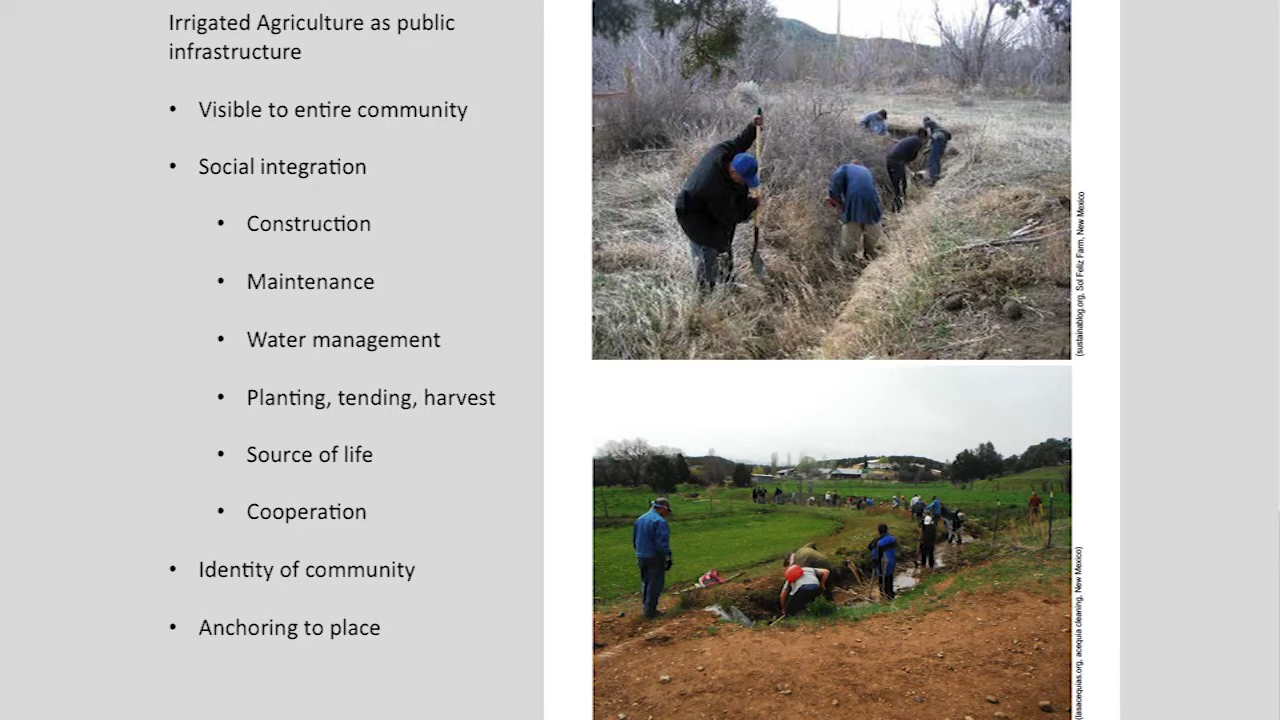 Irrigated Agriculture as public
infrastructure
• Visible to entire community
• Social integration
• Construction
• Maintenance
• Water management
• Planting, tending, harvest
• Source of life
• Cooperation
• Identity of community
• Anchoring to place
(sustainablog.org, Sol Feliz Farm, New Mexico
(lasacequias.org, acequia cleaning, New Mexico)